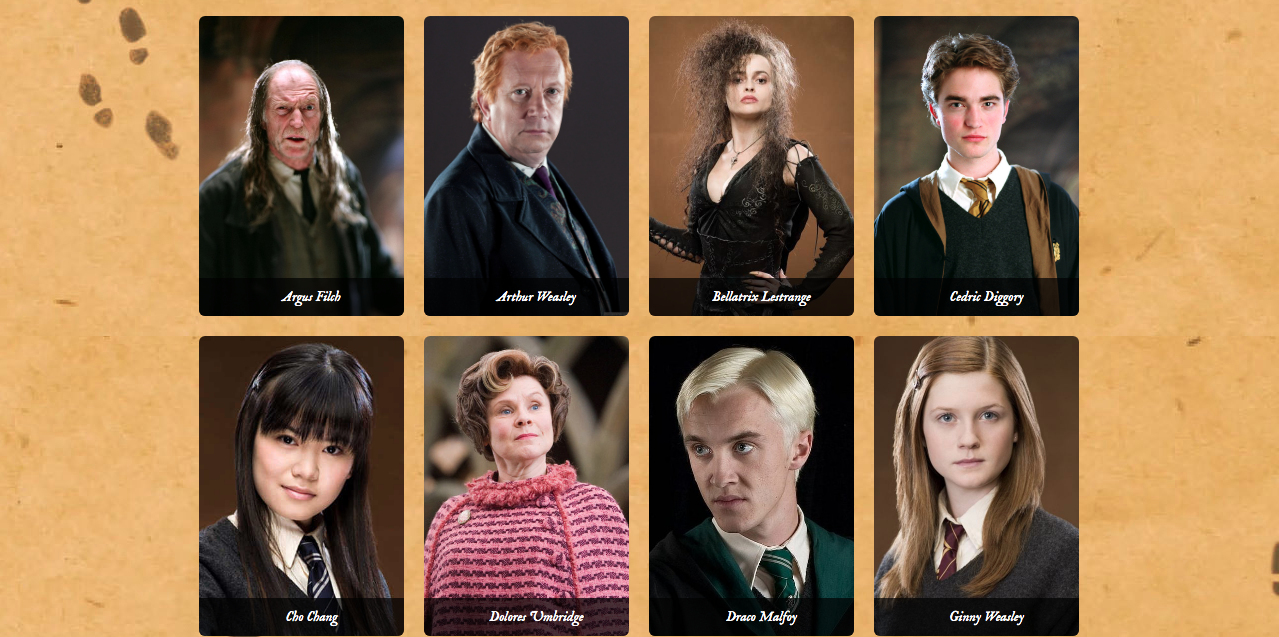 Argus Filch
Arthur Weasley
Bellatrix Lestrange
Cedric Diggory
Cho Chang
Dolores Umbridge
Draco Malfoy
Ginny Weasley